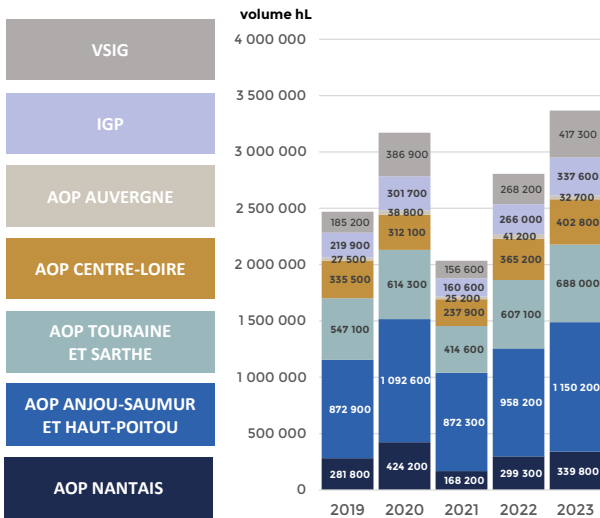 volume hL
VSIG
IGP
AOP AUVERGNE
AOP CENTRE-LOIRE
AOP TOURAINE
ET SARTHE
AOP ANJOU-SAUMUR
ET HAUT-POITOU
AOP NANTAIS
4 000 000
3 500 000
3 000 000
2 500 000
2 000 000
1 500 000
1 000 000
500 000
0
185 200
219 900
27 500
335 500
547 100
872 900
281 800
386 900
301 700
38 800
312 100
614 300
1 092 600
424 200
156 600
160 600
25 200
237 900
414 600
872 300
168 200
268 200
266 000
41 200
365 200
607 100
958 200
299 300
417 300
337 600
32 700
402 800
688 000
1 150 200
339 800
2019 2020 2021 2022 2023